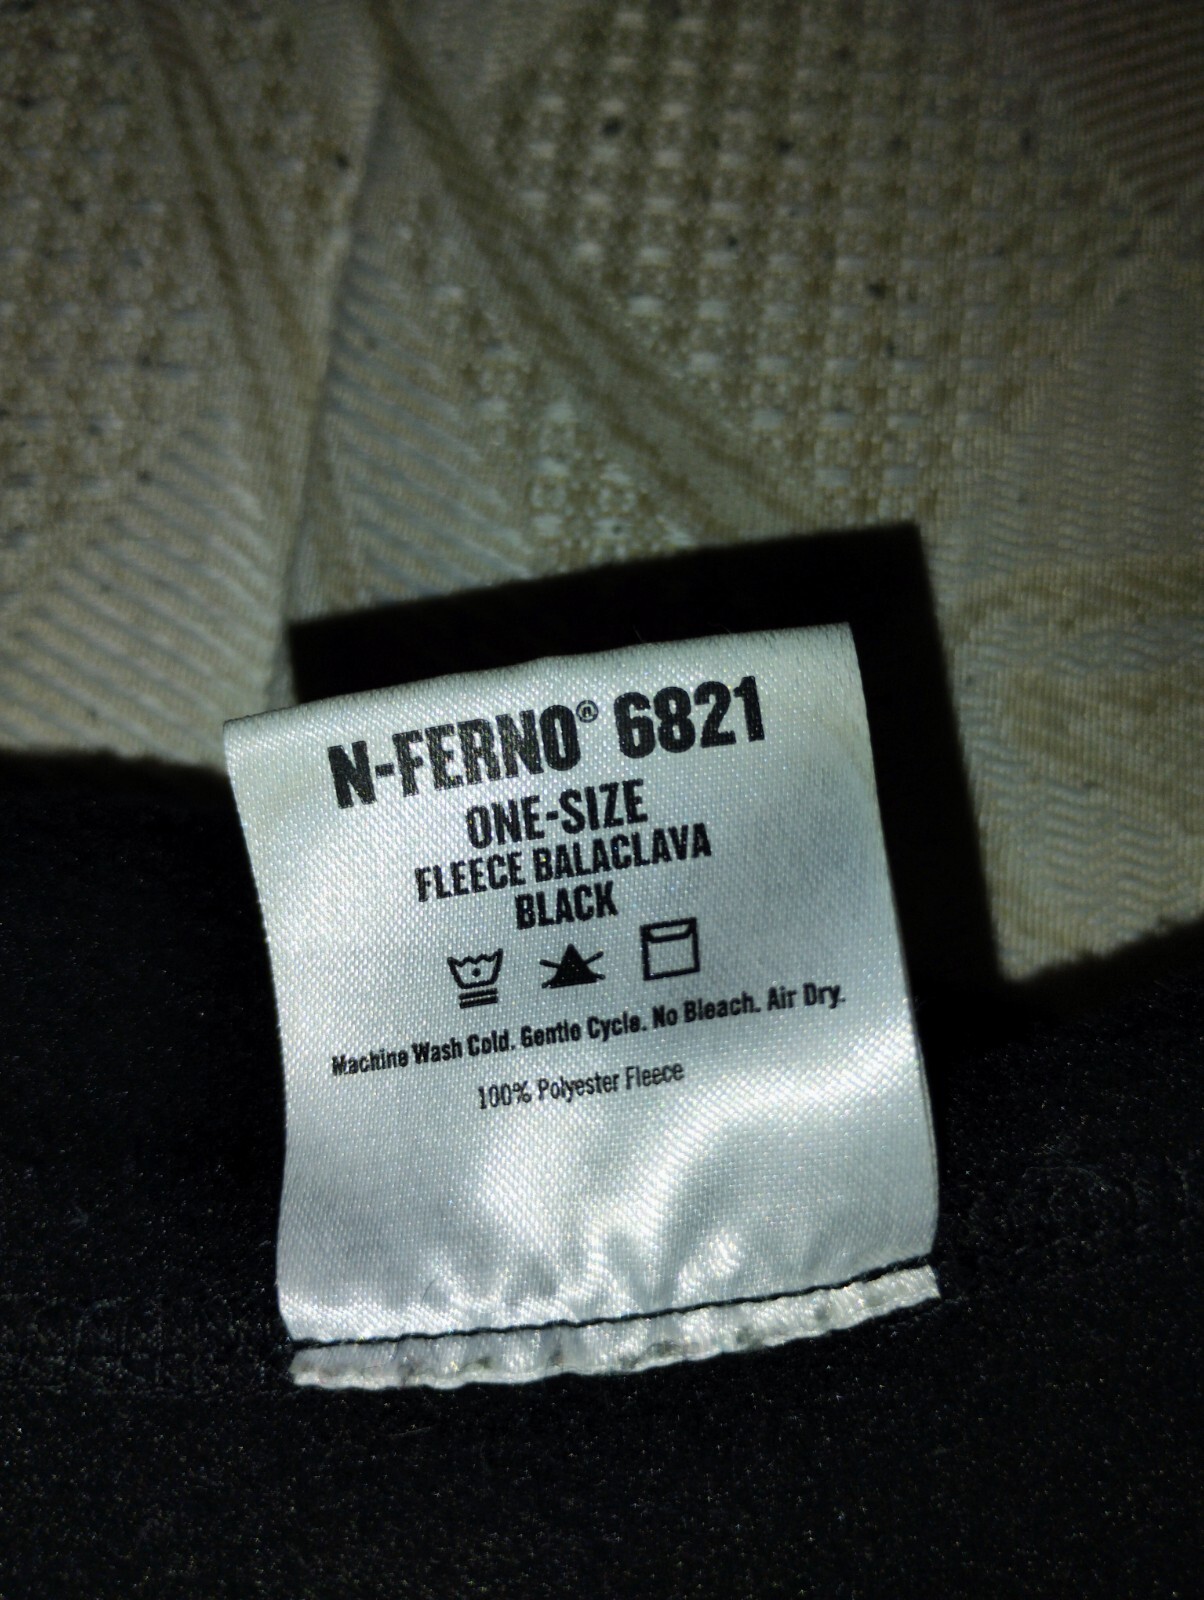 N-FERNO® 6821
ONE-SIZE
FLEECE BALACLAVA
BLACK
Machine Wash Cold. Gentle Cycle. No Bleach. Air Dry.
100% Polyester Fleece